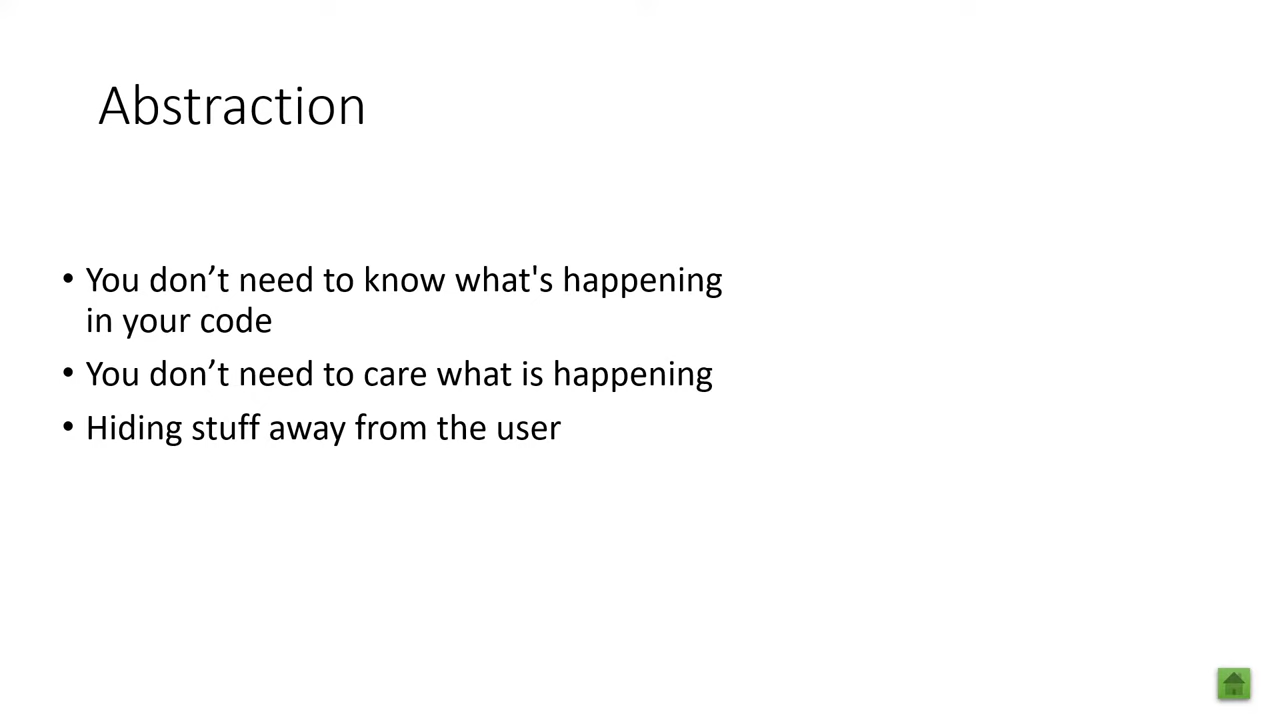 Abstraction
• You don’t need to know what's happening
in your code
• You don’t need to care what is happening
• Hiding stuff away from the user